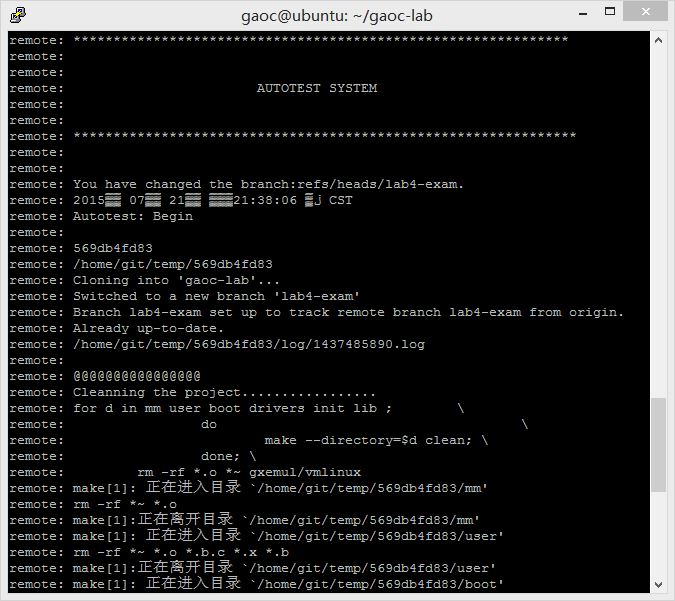 gaoc@ubuntu: ~/gaoc-lab
remote: **************************************************************
remote:
remote:
remote:                        AUTOTEST SYSTEM
remote:
remote:
remote: ***************************************************************
remote:
remote:
remote: You have changed the branch:refs/heads/lab4-exam.
remote: 2015▒▒ 07▒▒ 21▒▒ ▒▒▒21:38:06 ▒ CST
remote: Autotest: Begin
remote:
remote: 569db4fd83
remote: /home/git/temp/569db4fd83
remote: Cloning into 'gaoc-lab'...
remote: Switched to a new branch 'lab4-exam'
remote: Branch lab4-exam set up to track remote branch lab4-exam from origin.
remote: Already up-to-date.
remote: /home/git/temp/569db4fd83/log/1437485890.log
remote:
remote: @@@@@@@@@@@@@@@@
remote: Cleanning the project.................
remote: for d in mm user boot drivers init lib ;        \
remote:                 do                                      \
remote:                         make --directory=$d clean; \
remote:                 done; \
remote:         rm -rf *.o *~ gxemul/vmlinux
remote: make[1]: 正在进入目录 `/home/git/temp/569db4fd83/mm'
remote: rm -rf *~ *.o
remote: make[1]:正在离开目录 `/home/git/temp/569db4fd83/mm'
remote: make[1]: 正在进入目录 `/home/git/temp/569db4fd83/user'
remote: rm -rf *~ *.o *.b.c *.x *.b
remote: make[1]:正在离开目录 `/home/git/temp/569db4fd83/user'
remote: make[1]: 正在进入目录 `/home/git/temp/569db4fd83/boot'